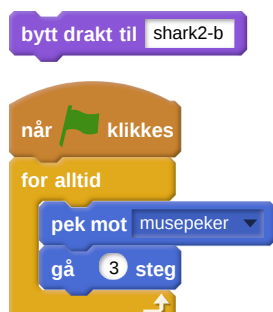 bytt drakt til shark2-b
når klikkes
for alltid
pek mot musepeker
gå 3 steg